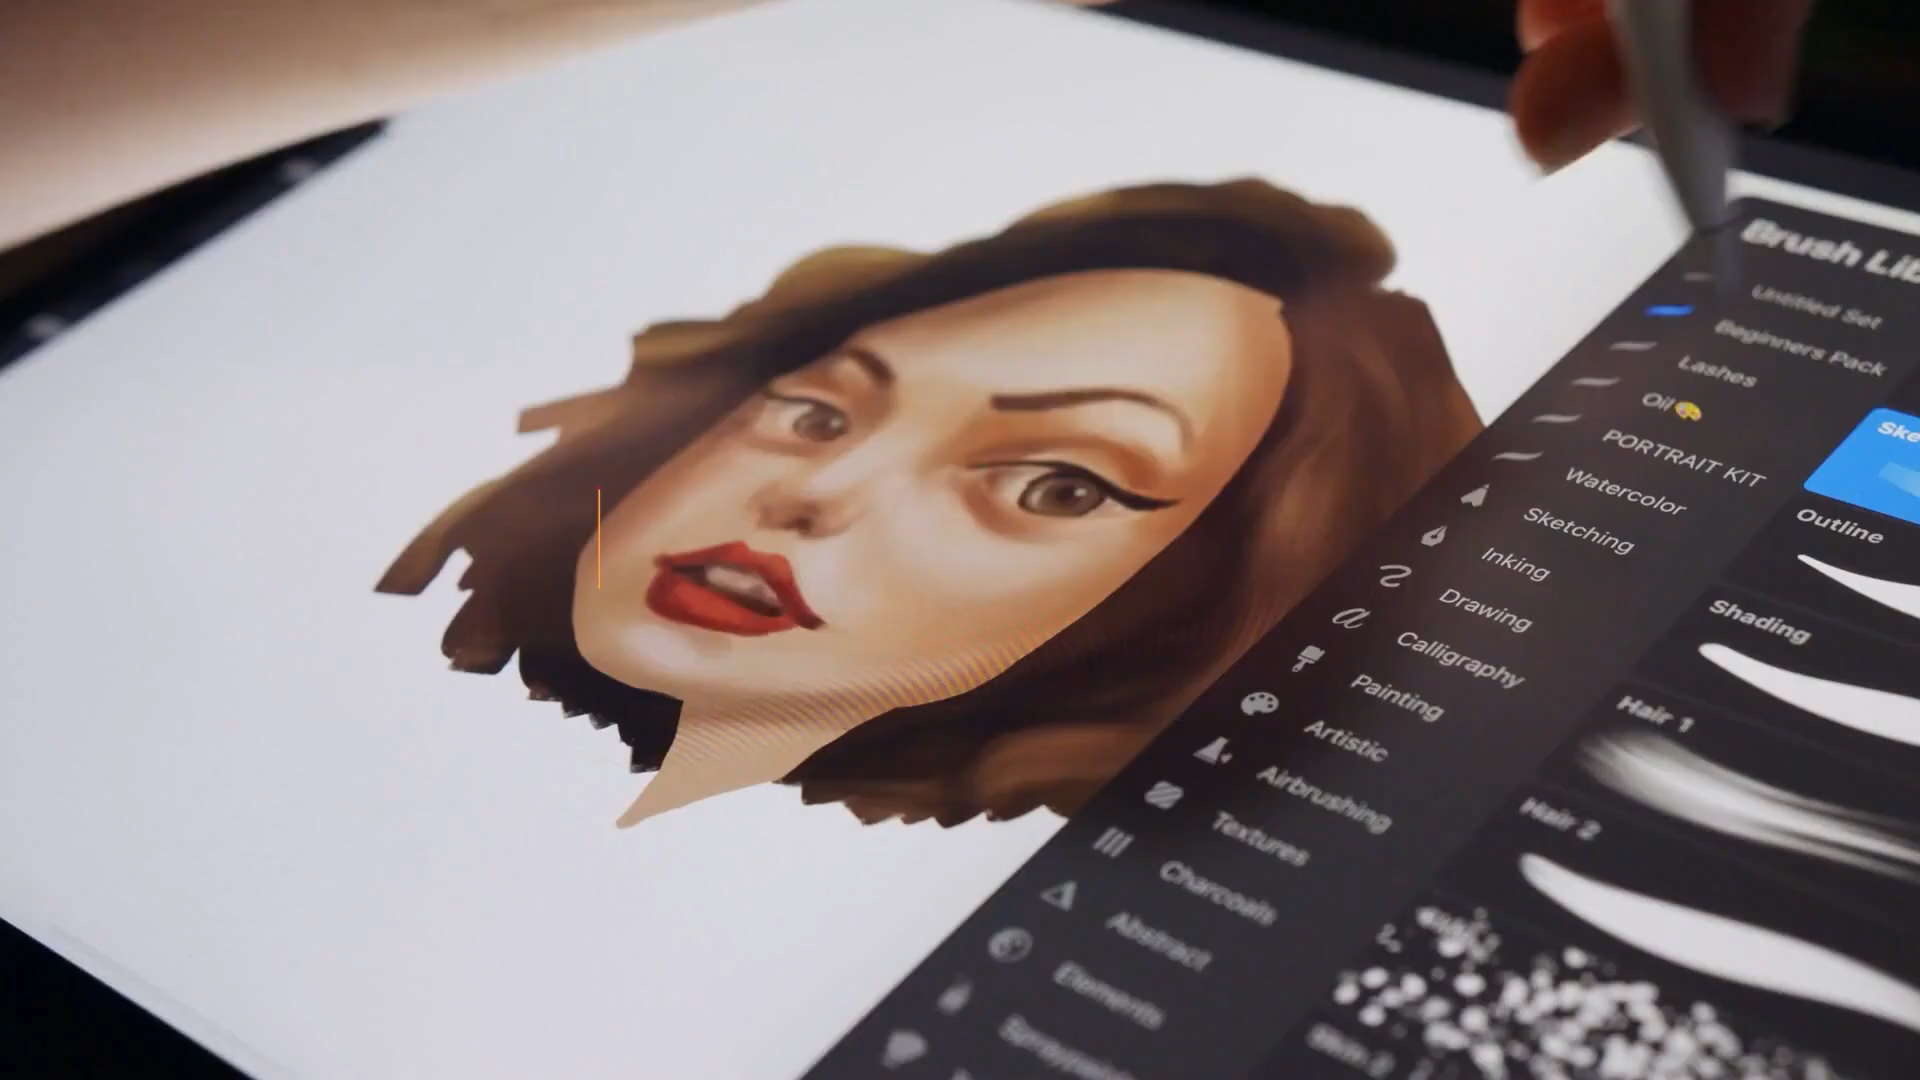 Brush Lib
Untitled Set
Beginners Pack
Lashes
Oil🎨
PORTRAIT KIT
Watercolor
Sketching
Inking
Drawing
Calligraphy
Painting
Artistic
Airbrushing
Textures
Charcoals
Abstract
Elements
Ske
Outline
Shading
Hair 1
Hair 2